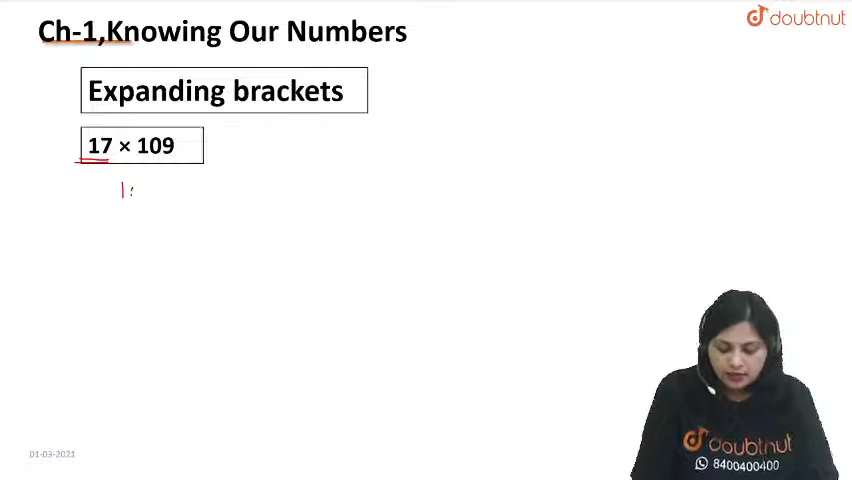 Ch-1,Knowing Our Numbers
doubtnut
Expanding brackets
17 × 109
doubtnut
8400400400
01-03-2021